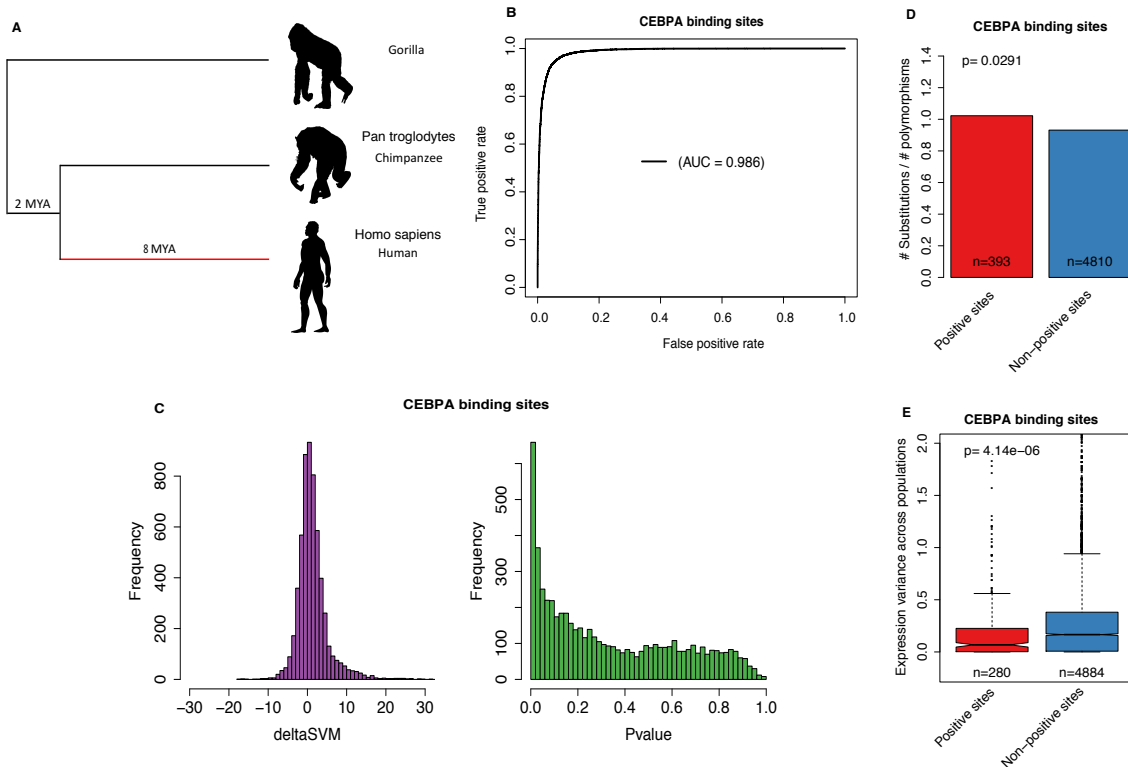 A
Gorilla
Pan troglodytes
Chimpanzee
2 MYA
Homo sapiens
8 MYA
Human
B
CEBPA binding sites
True positive rate
0.0 0.2 0.4 0.6 0.8 1.0
(AUC = 0.986)
0.0 0.2 0.4 0.6 0.8 1.0
False positive rate
D
CEBPA binding sites
# Substitutions / # polymorphisms
0.0 0.2 0.4 0.6 0.8 1.0 1.2 1.4
p= 0.0291
n=393
n=4810
Positive sites
Non−positive sites
C
CEBPA binding sites
Frequency
0 200 400 600 800
−30 −20 −10 0 10 20 30
deltaSVM
Frequency
0 100 300 500
0.0 0.2 0.4 0.6 0.8 1.0
Pvalue
E
CEBPA binding sites
Expression variance across populations
0.0 0.5 1.0 1.5 2.0
p= 4.14e−06
n=280
n=4884
Positive sites
Non−positive sites